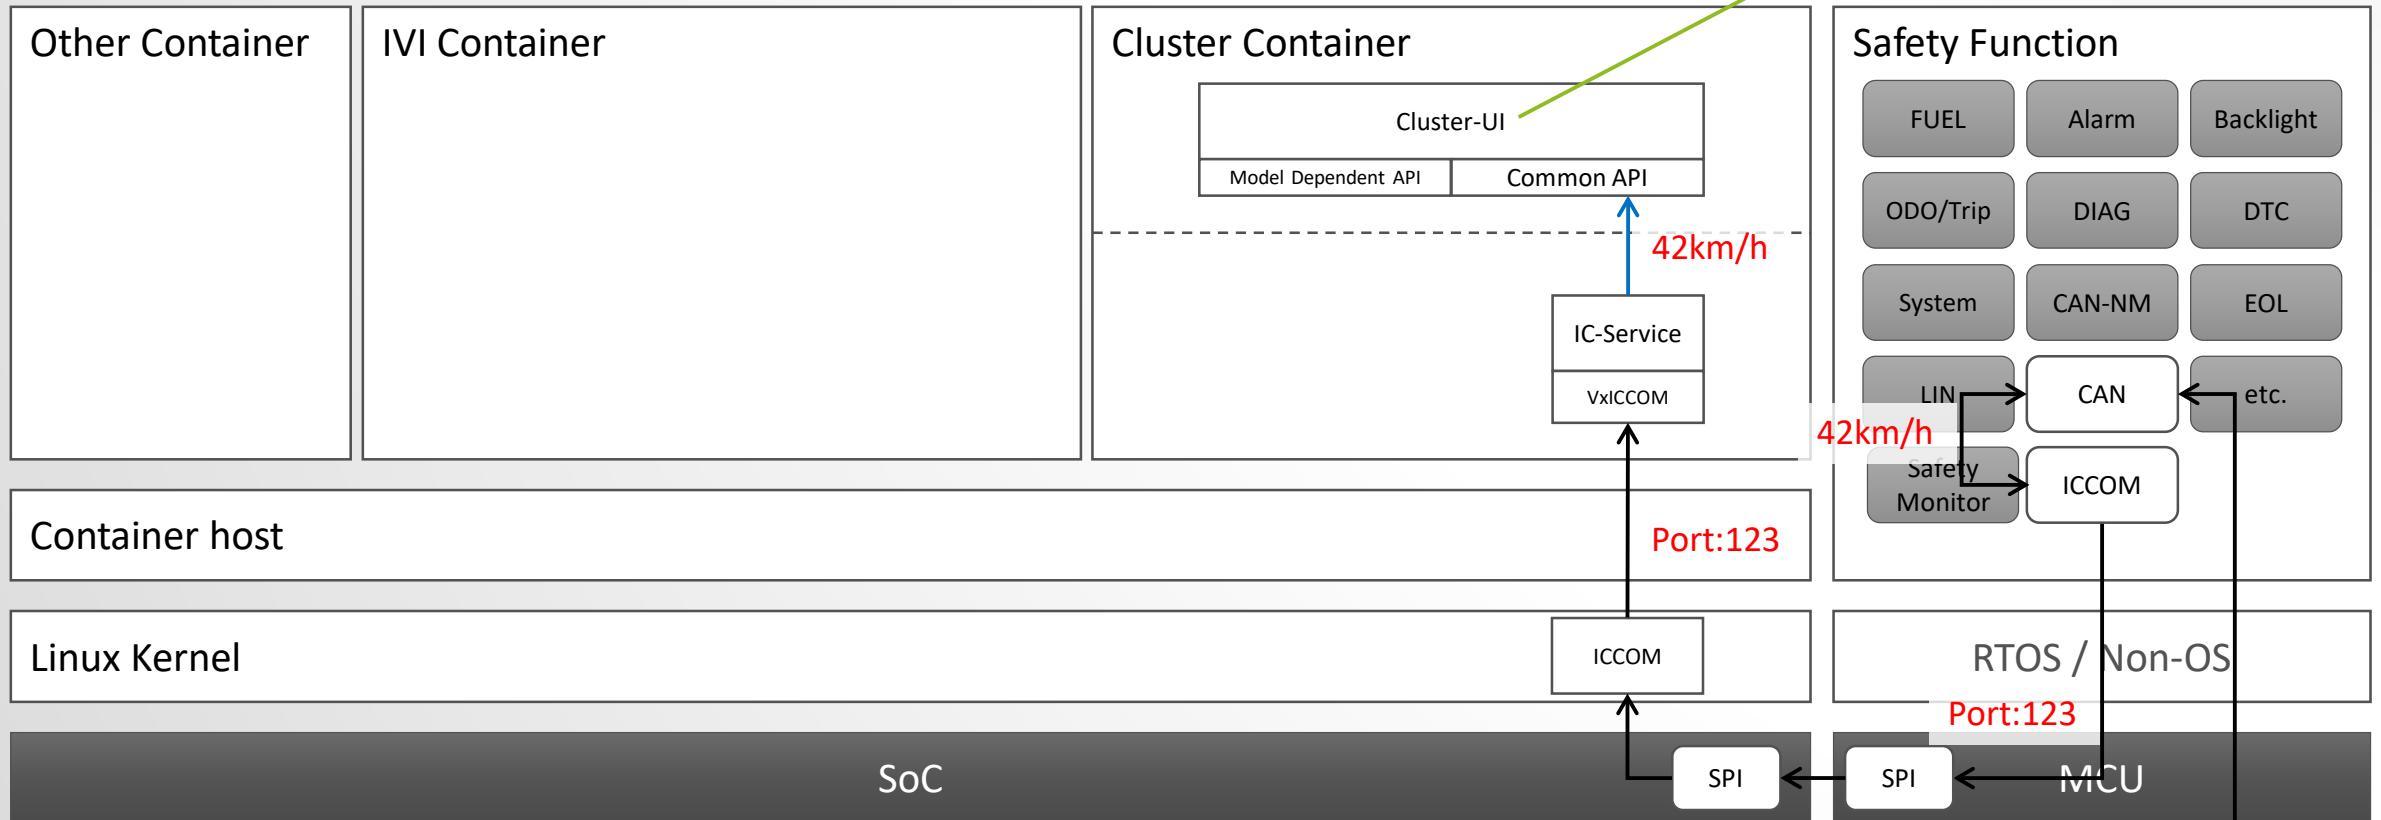 Other Container
IVI Container
Cluster Container
Safety Function
Cluster-UI
Model Dependent API
Common API
42km/h
IC-Service
VxICCOM
FUEL
Alarm
Backlight
ODO/Trip
DIAG
DTC
System
CAN-NM
EOL
LIN
CAN
etc.
42km/h
Safety
Monitor
ICCOM
Container host
Port:123
Linux Kernel
ICCOM
RTOS / Non-OS
Port:123
SoC
SPI
SPI
MCU